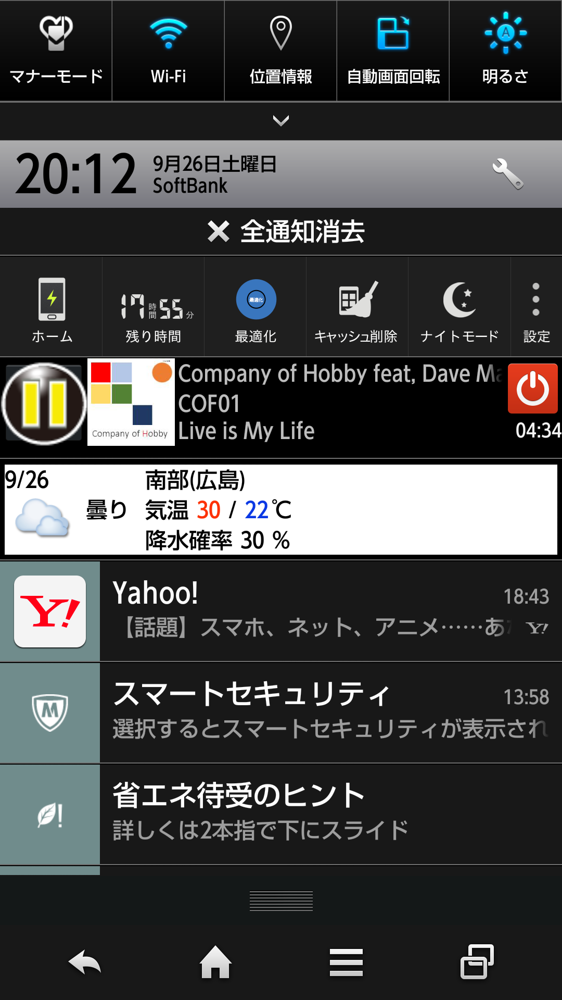 マナーモード
Wi-Fi
位置情報
自動画面回転
A
明るさ
20:12
9月26日土曜日
SoftBank
全通知消去
ホーム
17時間55分
残り時間
最適化
最適化
キャッシュ削除
ナイトモード
設定
Company of Hobby
Company of Hobby feat, Dave Ma
COF01
Live is My Life
04:34
9/26
曇り
南部(広島)
気温 30 / 22℃
降水確率 30 %
Y!
Yahoo!
18:43
【話題】スマホ、ネット、アニメ……あ
Y!
M
スマートセキュリティ
13:58
選択するとスマートセキュリティが表示され
省エネ待受のヒント
詳しくは2本指で下にスライド